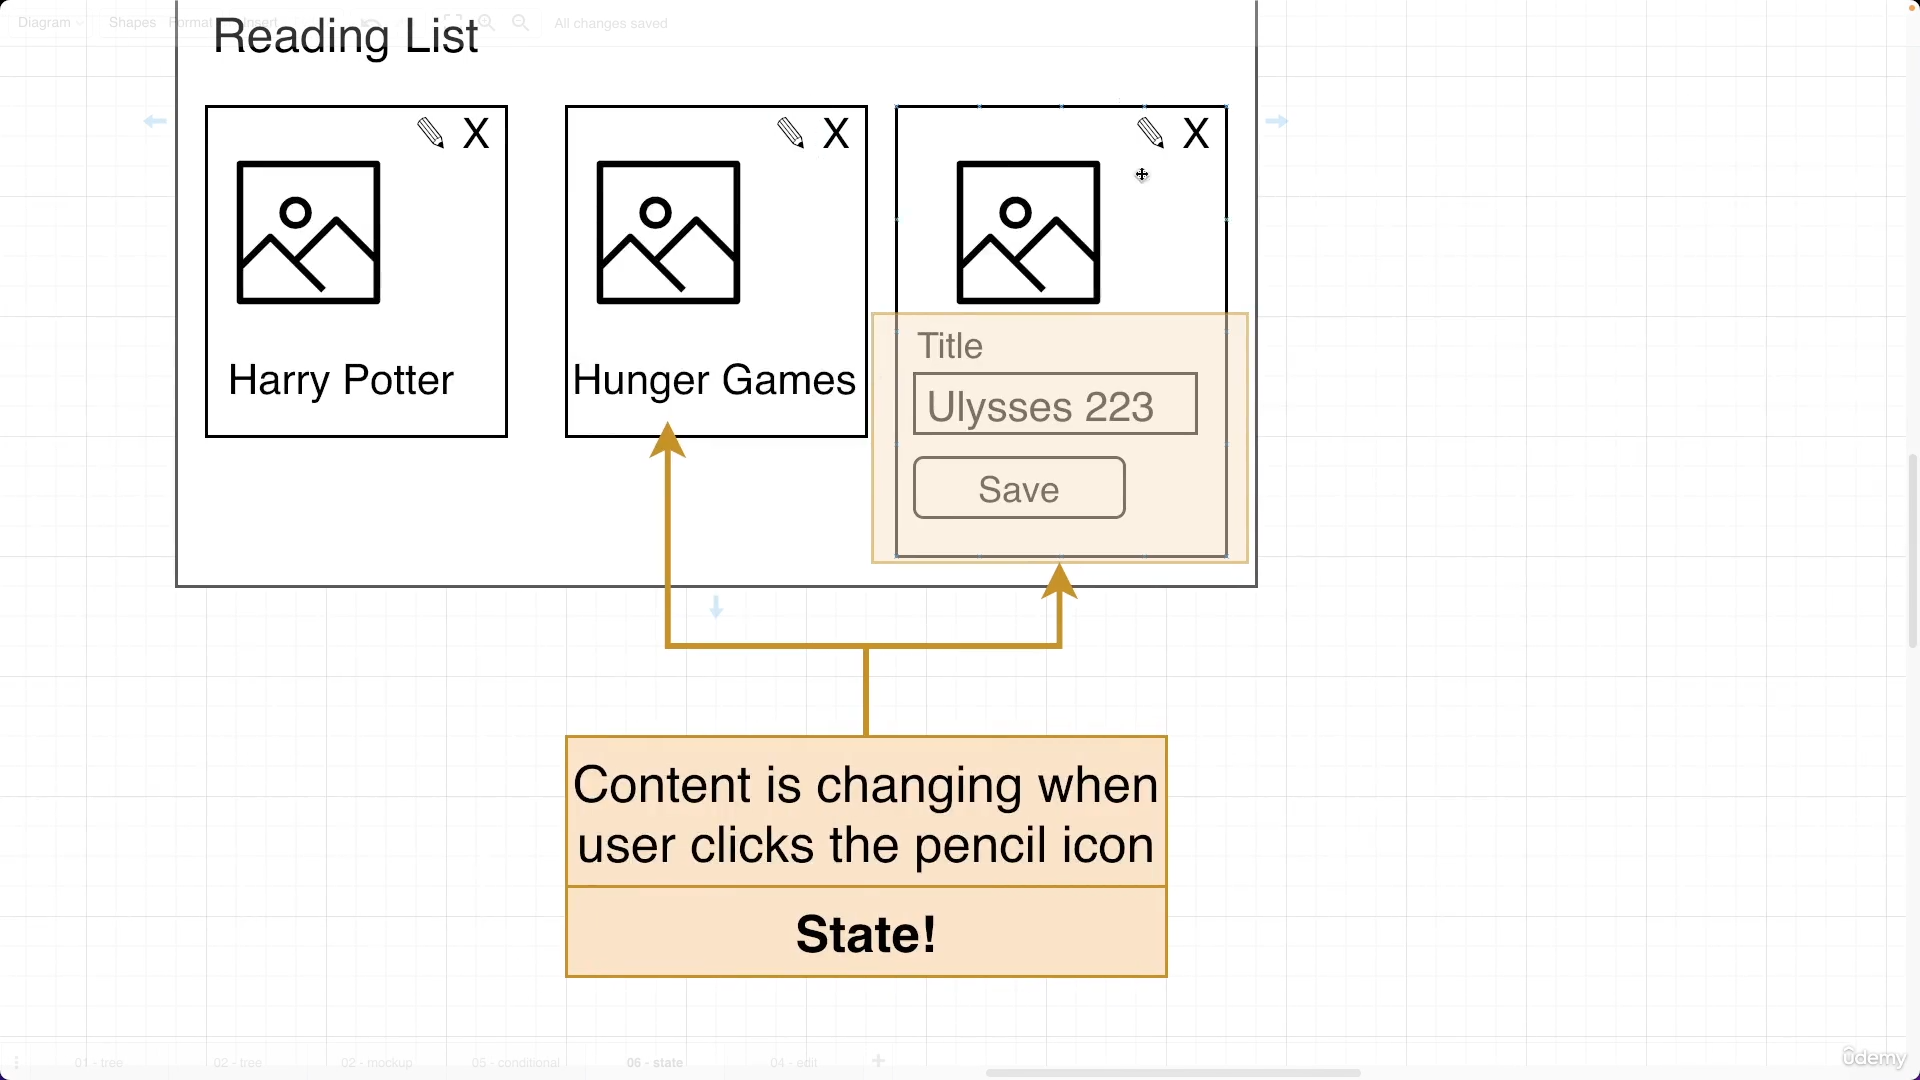 Diagram Shapes Format Insert All changes saved
Reading List
X X X
Harry Potter
Hunger Games
Title
Ulysses 223
Save
Content is changing when
user clicks the pencil icon
State!
01 - tree 02 - tree 02 - mockup 05 - conditional 06 - state 04 - edit
udemy